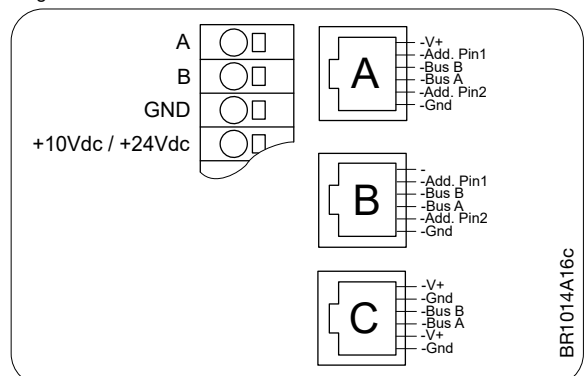 A
B
GND
+10Vdc / +24Vdc
A
-V+
-Add. Pin1
-Bus B
-Bus A
-Add. Pin2
-Gnd
B
-
-Add. Pin1
-Bus B
-Bus A
-Add. Pin2
-Gnd
C
-V+
-Gnd
-Bus B
-Bus A
-V+
-Gnd
BR1014A16c